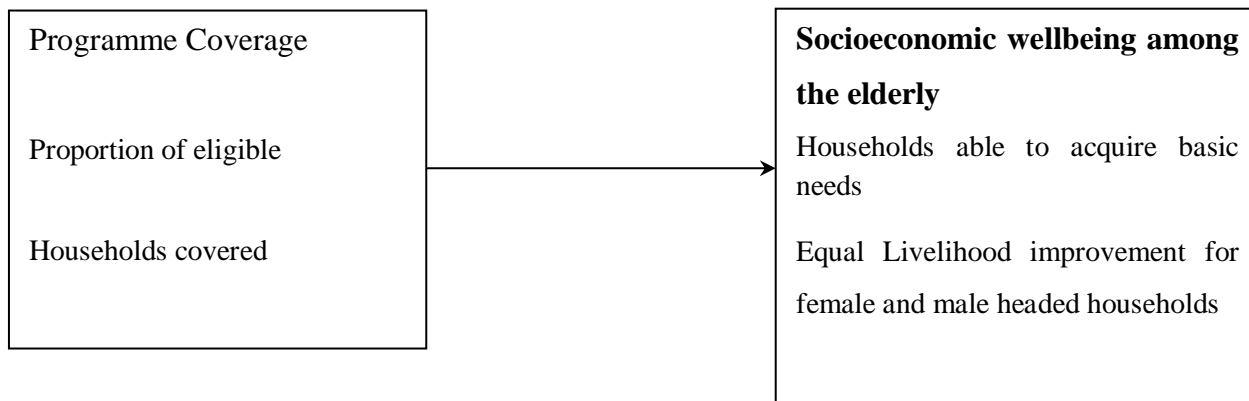 Programme Coverage
Proportion of eligible
Households covered
Socioeconomic wellbeing among
the elderly
Households able to acquire basic
needs
Equal Livelihood improvement for
female and male headed households